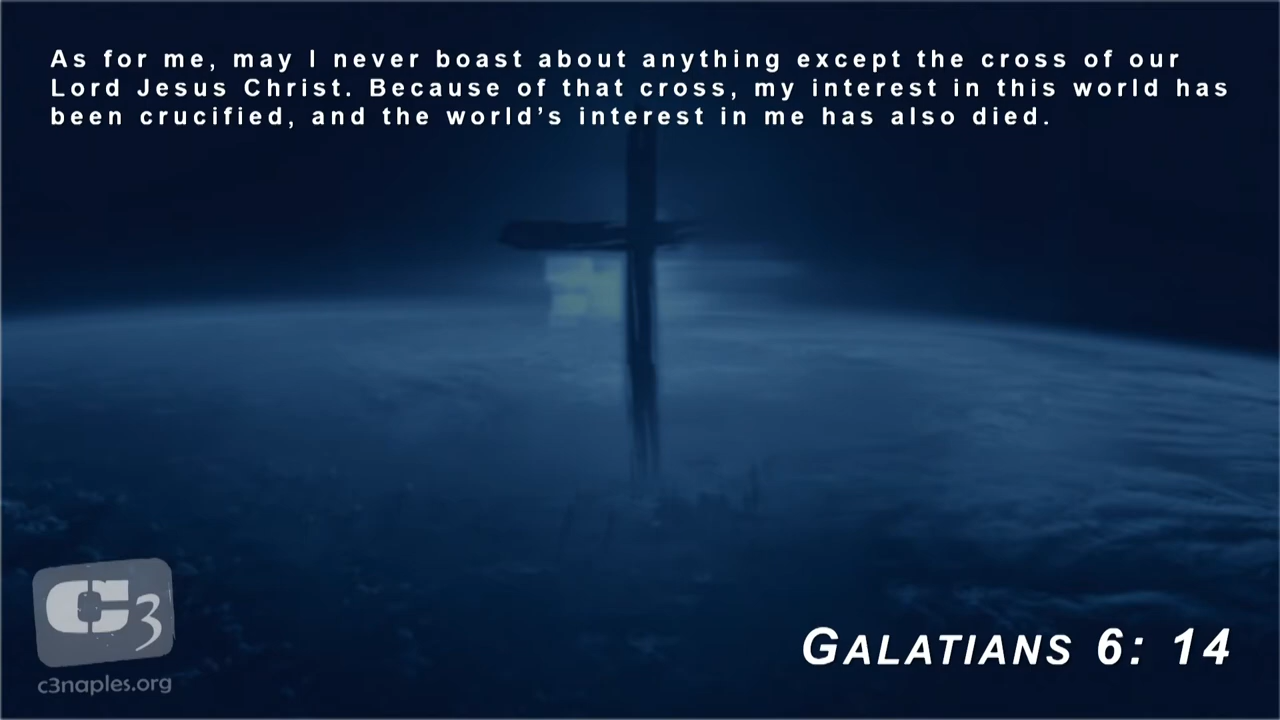 As for me, may I never boast about anything except the cross of our
Lord Jesus Christ. Because of that cross, my interest in this world has
been crucified, and the world’s interest in me has also died.
C3
c3naples.org
GALATIANS 6: 14